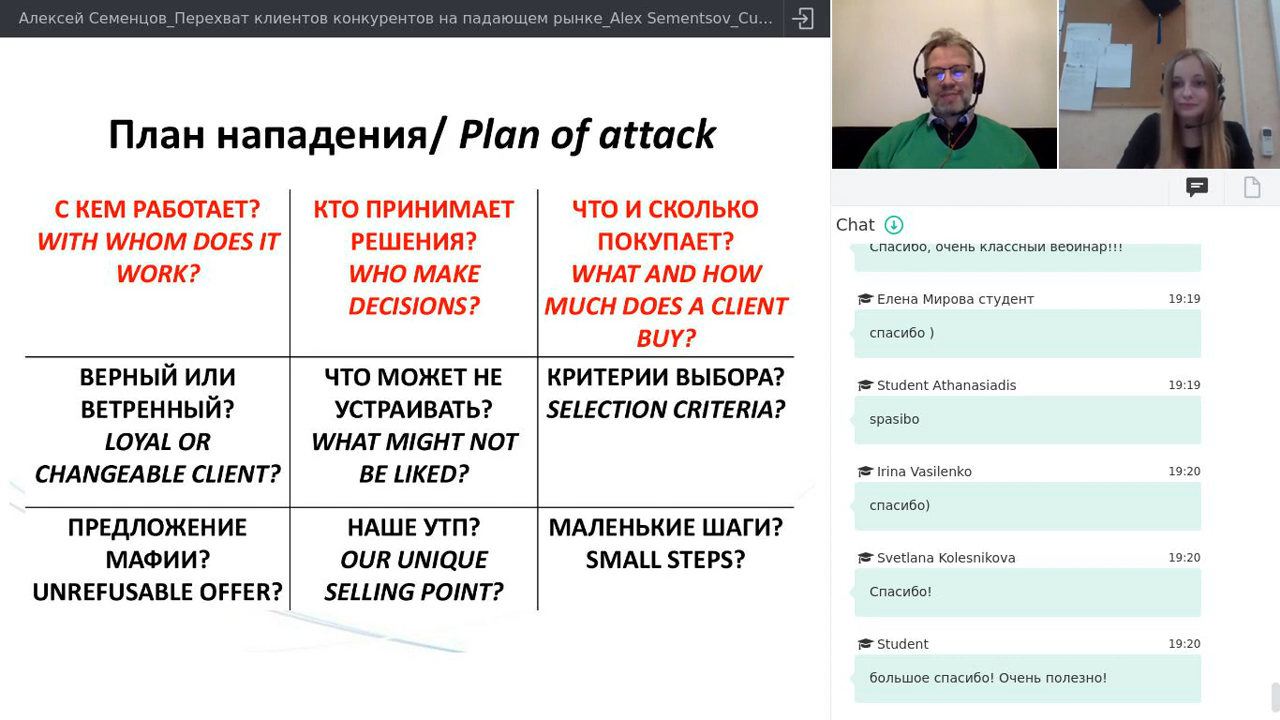 Алексей Семенцов_Перехват клиентов конкурентов на падающем рынке_Alex Sementsov_Cu...
План нападения/ Plan of attack
С КЕМ РАБОТАЕТ?
WITH WHOM DOES IT
WORK?
КТО ПРИНИМАЕТ
РЕШЕНИЯ?
WHO MAKE
DECISIONS?
ЧТО И СКОЛЬКО
ПОКУПАЕТ?
WHAT AND HOW
MUCH DOES A CLIENT
BUY?
ВЕРНЫЙ ИЛИ
ВЕТРЕННЫЙ?
LOYAL OR
CHANGEABLE CLIENT?
ЧТО МОЖЕТ НЕ
УСТРАИВАТЬ?
WHAT MIGHT NOT
BE LIKED?
КРИТЕРИИ ВЫБОРА?
SELECTION CRITERIA?
ПРЕДЛОЖЕНИЕ
МАФИИ?
UNREFUSABLE OFFER?
НАШЕ УТП?
OUR UNIQUE
SELLING POINT?
МАЛЕНЬКИЕ ШАГИ?
SMALL STEPS?
Chat
Спасибо, очень классный вебинар!!!
Елена Мирова студент 19:19
спасибо )
Student Athanasiadis 19:19
spasibo
Irina Vasilenko 19:20
спасибо)
Svetlana Kolesnikova 19:20
Спасибо!
Student 19:20
большое спасибо! Очень полезно!